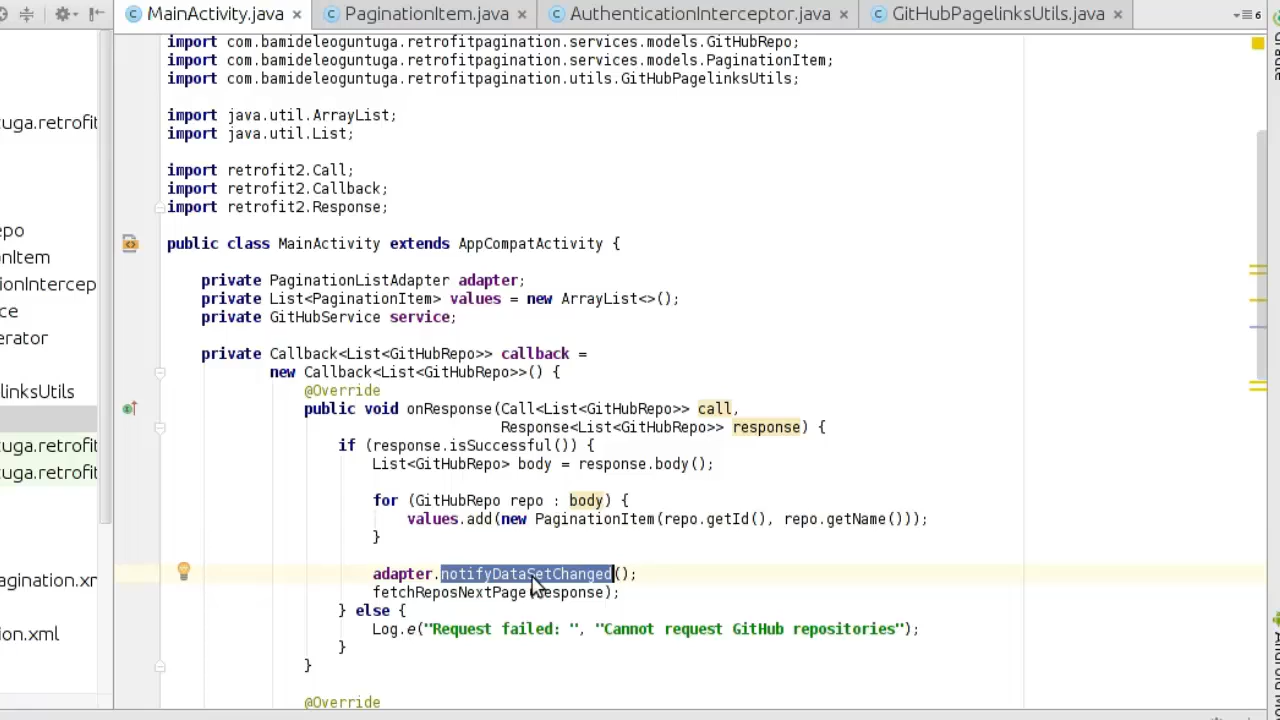 MainActivity.java × PaginationItem.java × AuthenticationInterceptor.java × GitHubPagelinksUtils.java × 6
import com.bamideleoguntuga.retrofitpagination.services.models.GitHubRepo;
import com.bamideleoguntuga.retrofitpagination.services.models.PaginationItem;
import com.bamideleoguntuga.retrofitpagination.utils.GitHubPagelinksUtils;
import java.util.ArrayList;
uga.retrofit
import java.util.List;
import retrofit2.Call;
import retrofit2.Callback;
import retrofit2.Response;
epo
public class MainActivity extends AppCompatActivity {
nItem
private PaginationListAdapter adapter;
ionIntercep
private List<PaginationItem> values = new ArrayList<>();
ce
private GitHubService service;
erator
private Callback<List<GitHubRepo>> callback =
new Callback<List<GitHubRepo>>() {
linksUtils
@Override
public void onResponse(Call<List<GitHubRepo>> call,
Response<List<GitHubRepo>> response) {
uga.retrofit
if (response.isSuccessful()) {
List<GitHubRepo> body = response.body();
uga.retrofit
for (GitHubRepo repo : body) {
values.add(new PaginationItem(repo.getId(), repo.getName()));
}
adapter.notifyDataSetChanged();
agination.xm
fetchReposNextPage(response);
} else {
Log.e("Request failed: ", "Cannot request GitHub repositories");
ion.xml
}
}
@Override